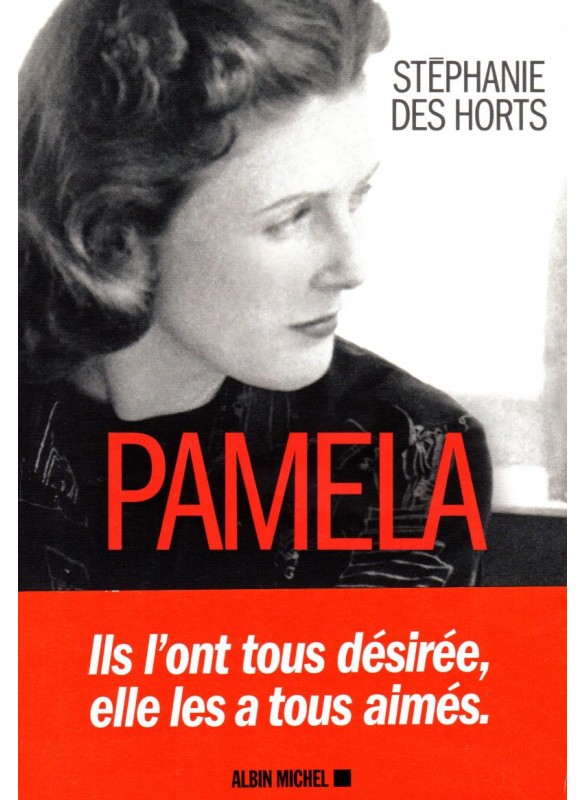 STÉPHANIE
DES HORTS
PAMELA
Ils l'ont tous désirée,
elle les a tous aimés.
ALBIN MICHEL